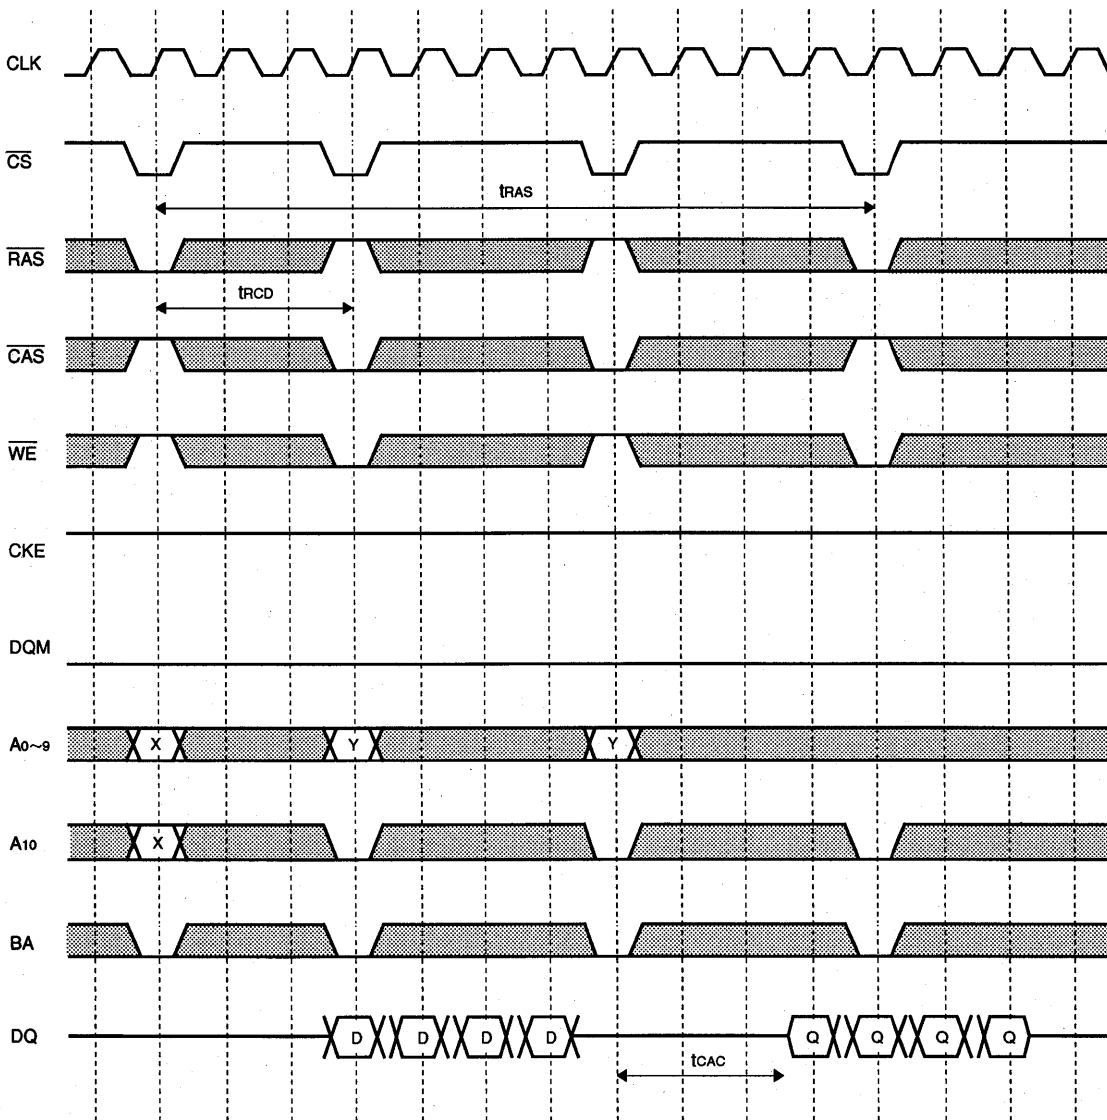 CLK
CS
tRAS
RAS
tRCD
CAS
WE
CKE
DQM
A0~9 X Y Y
A10 X
BA
DQ D D D D Q Q Q Q
tCAC